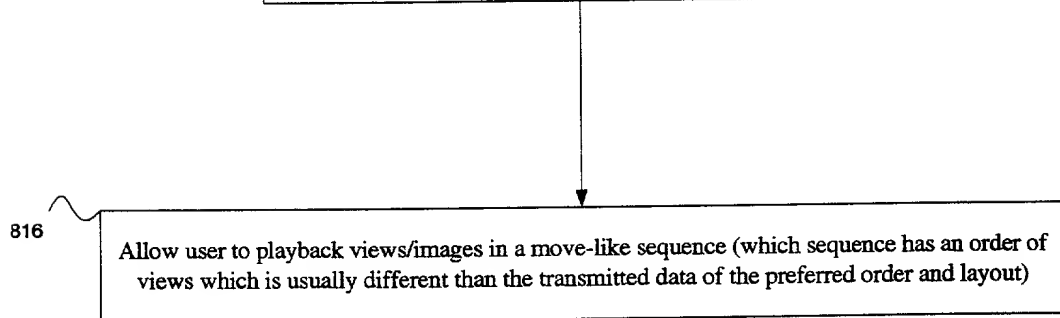 816
Allow user to playback views/images in a move-like sequence (which sequence has an order of
views which is usually different than the transmitted data of the preferred order and layout)